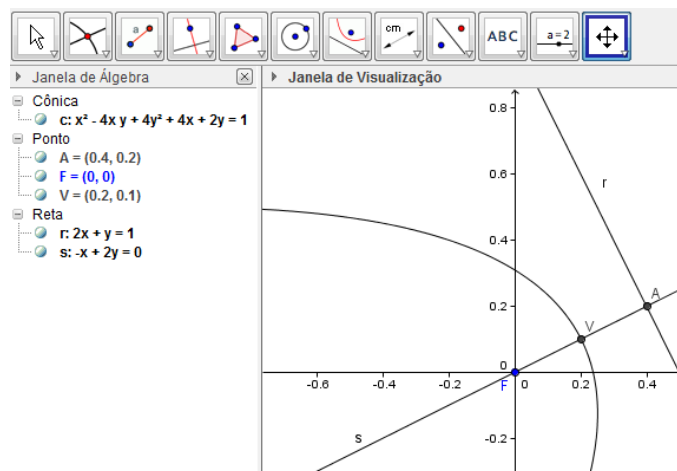 a
cm
ABC
a=2
Janela de Álgebra
Janela de Visualização
Cônica
c: x² - 4x y + 4y² + 4x + 2y = 1
Ponto
A = (0.4, 0.2)
F = (0, 0)
V = (0.2, 0.1)
Reta
r: 2x + y = 1
s: -x + 2y = 0
0.8
r
0.6
0.4
0.2
A
V
0
F
-0.6
-0.4
-0.2
0
0.2
0.4
s
-0.2